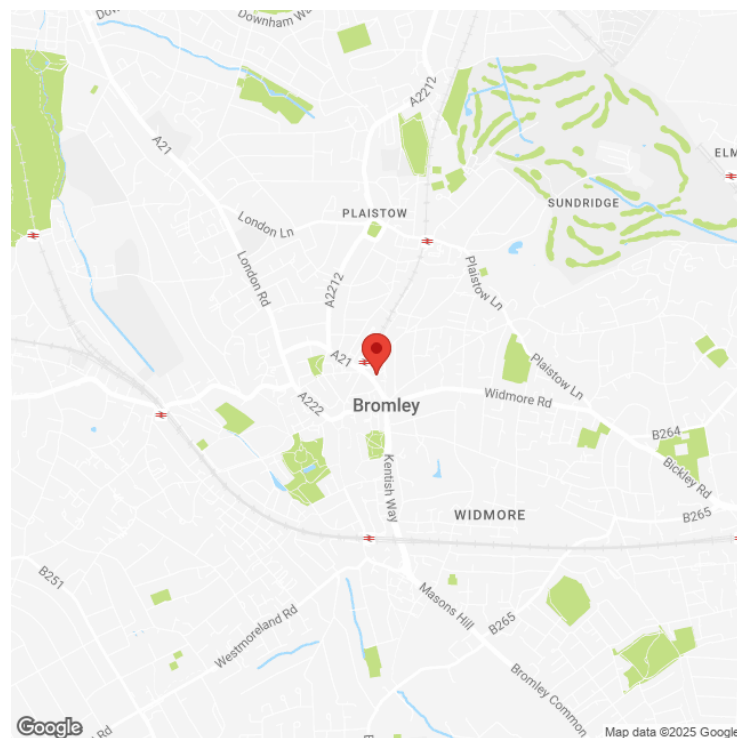 Downham Wa
A2212
A21
ELM
SUNDRIDGE
PLAISTOW
London Ln
London Rd
A2212
Plaistow Ln
A21
Plaistow Ln
A222
Bromley
Widmore Rd
B264
Bickley Rd
Kentish Way
WIDMORE
B265
B251
Masons Hill
B265
Westmoreland Rd
Bromley Common
Rd
Google
Map data ©2025 Google